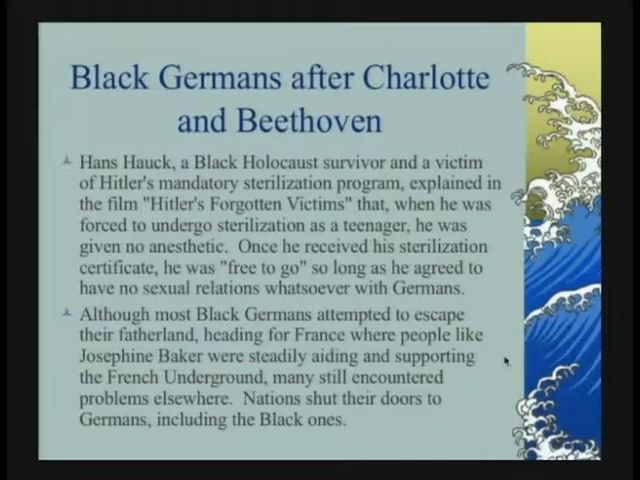 Black Germans after Charlotte
and Beethoven
Hans Hauck, a Black Holocaust survivor and a victim
of Hitler's mandatory sterilization program, explained in
the film "Hitler's Forgotten Victims" that, when he was
forced to undergo sterilization as a teenager, he was
given no anesthetic. Once he received his sterilization
certificate, he was "free to go" so long as he agreed to
have no sexual relations whatsoever with Germans.
Although most Black Germans attempted to escape
their fatherland, heading for France where people like
Josephine Baker were steadily aiding and supporting
the French Underground, many still encountered
problems elsewhere. Nations shut their doors to
Germans, including the Black ones.